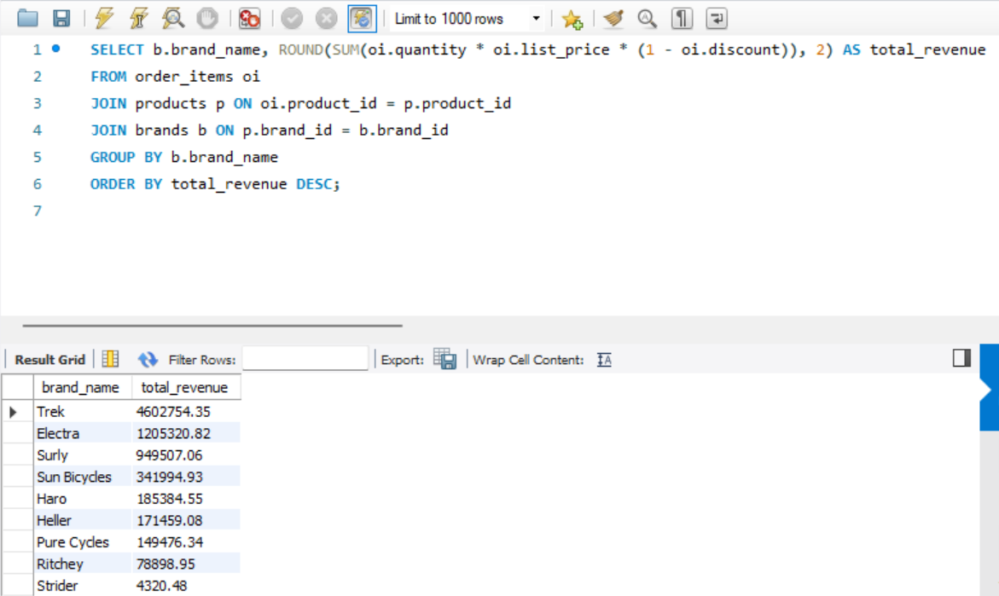 Limit to 1000 rows
1 SELECT b.brand_name, ROUND(SUM(oi.quantity * oi.list_price * (1 - oi.discount)), 2) AS total_revenue
2 FROM order_items oi
3 JOIN products p ON oi.product_id = p.product_id
4 JOIN brands b ON p.brand_id = b.brand_id
5 GROUP BY b.brand_name
6 ORDER BY total_revenue DESC;
7
Result Grid Filter Rows: Export: Wrap Cell Content: IA
brand_name total_revenue
Trek 4602754.35
Electra 1205320.82
Surly 949507.06
Sun Bicycles 341994.93
Haro 185384.55
Heller 171459.08
Pure Cycles 149476.34
Ritchey 78898.95
Strider 4320.48